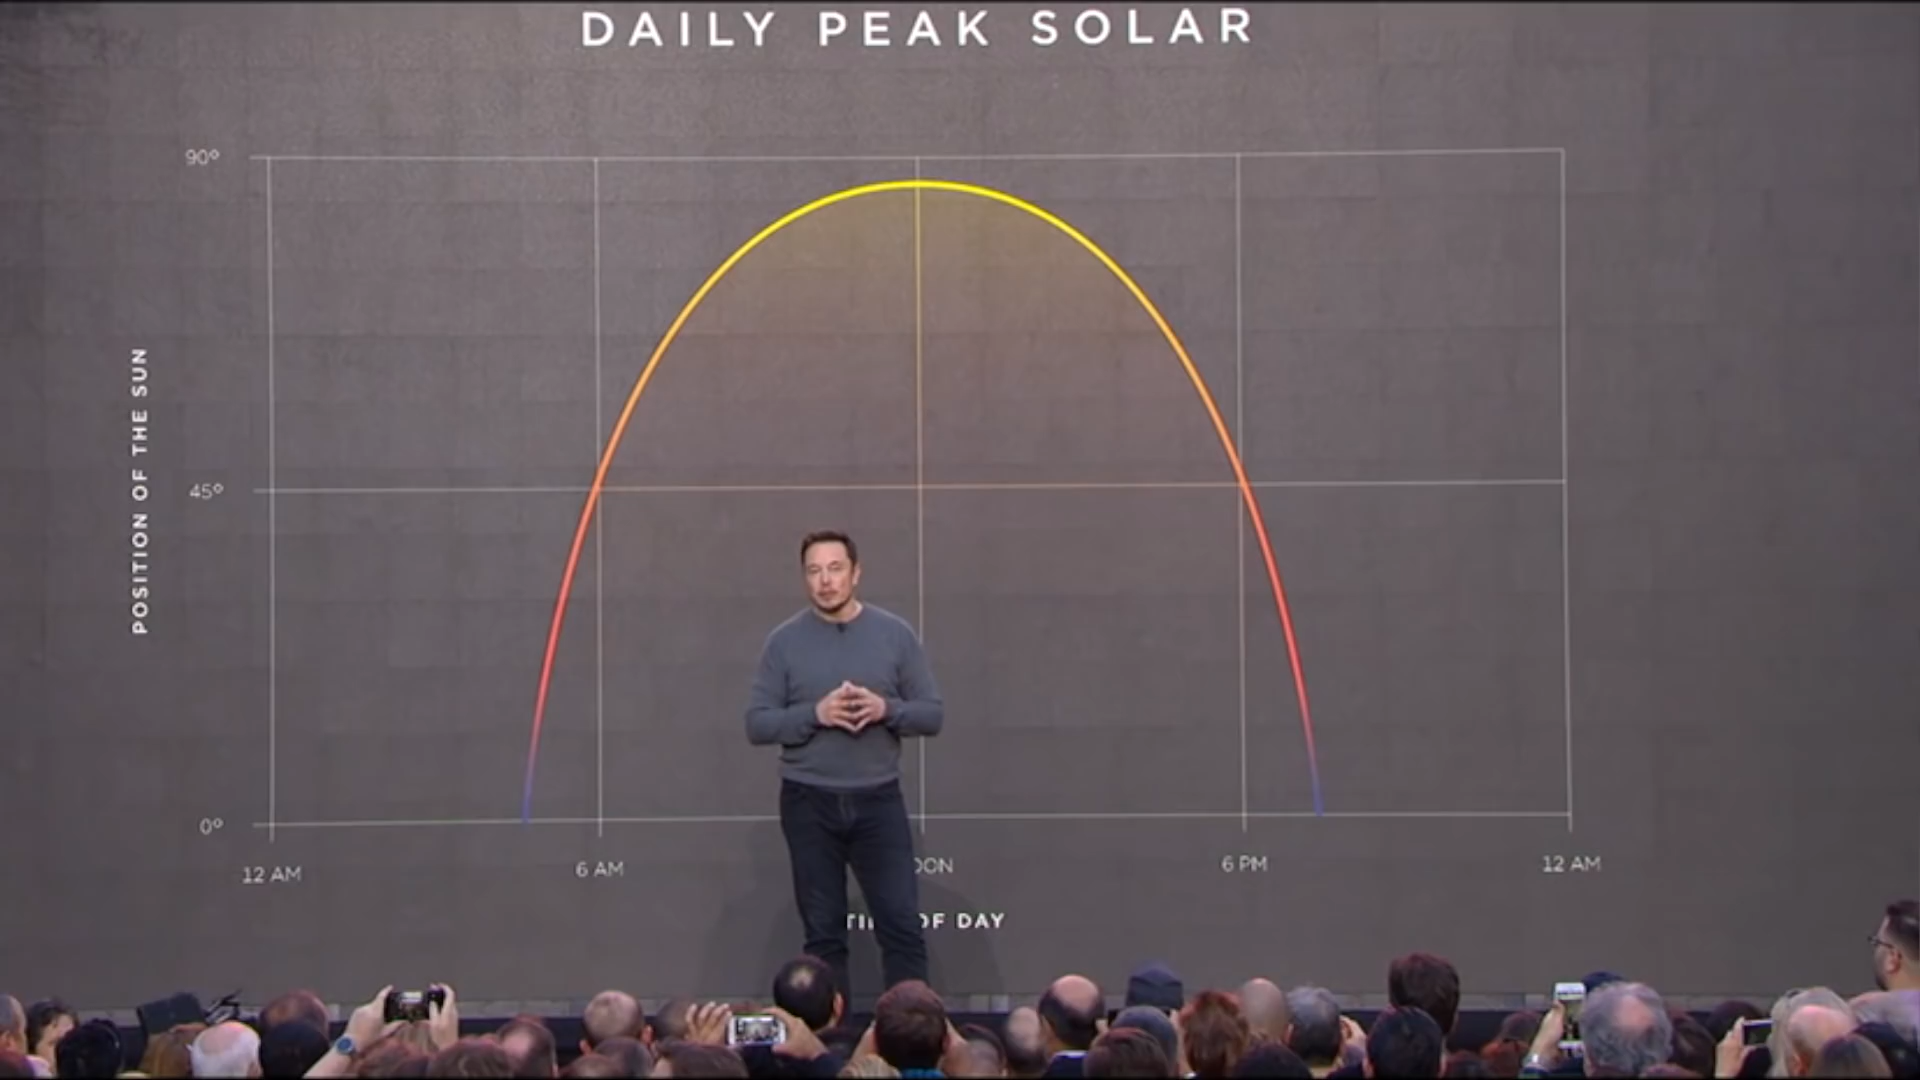 DAILY PEAK SOLAR
90°
POSITION OF THE SUN
45°
0°
12 AM
6 AM
6 PM
12 AM
OF DAY